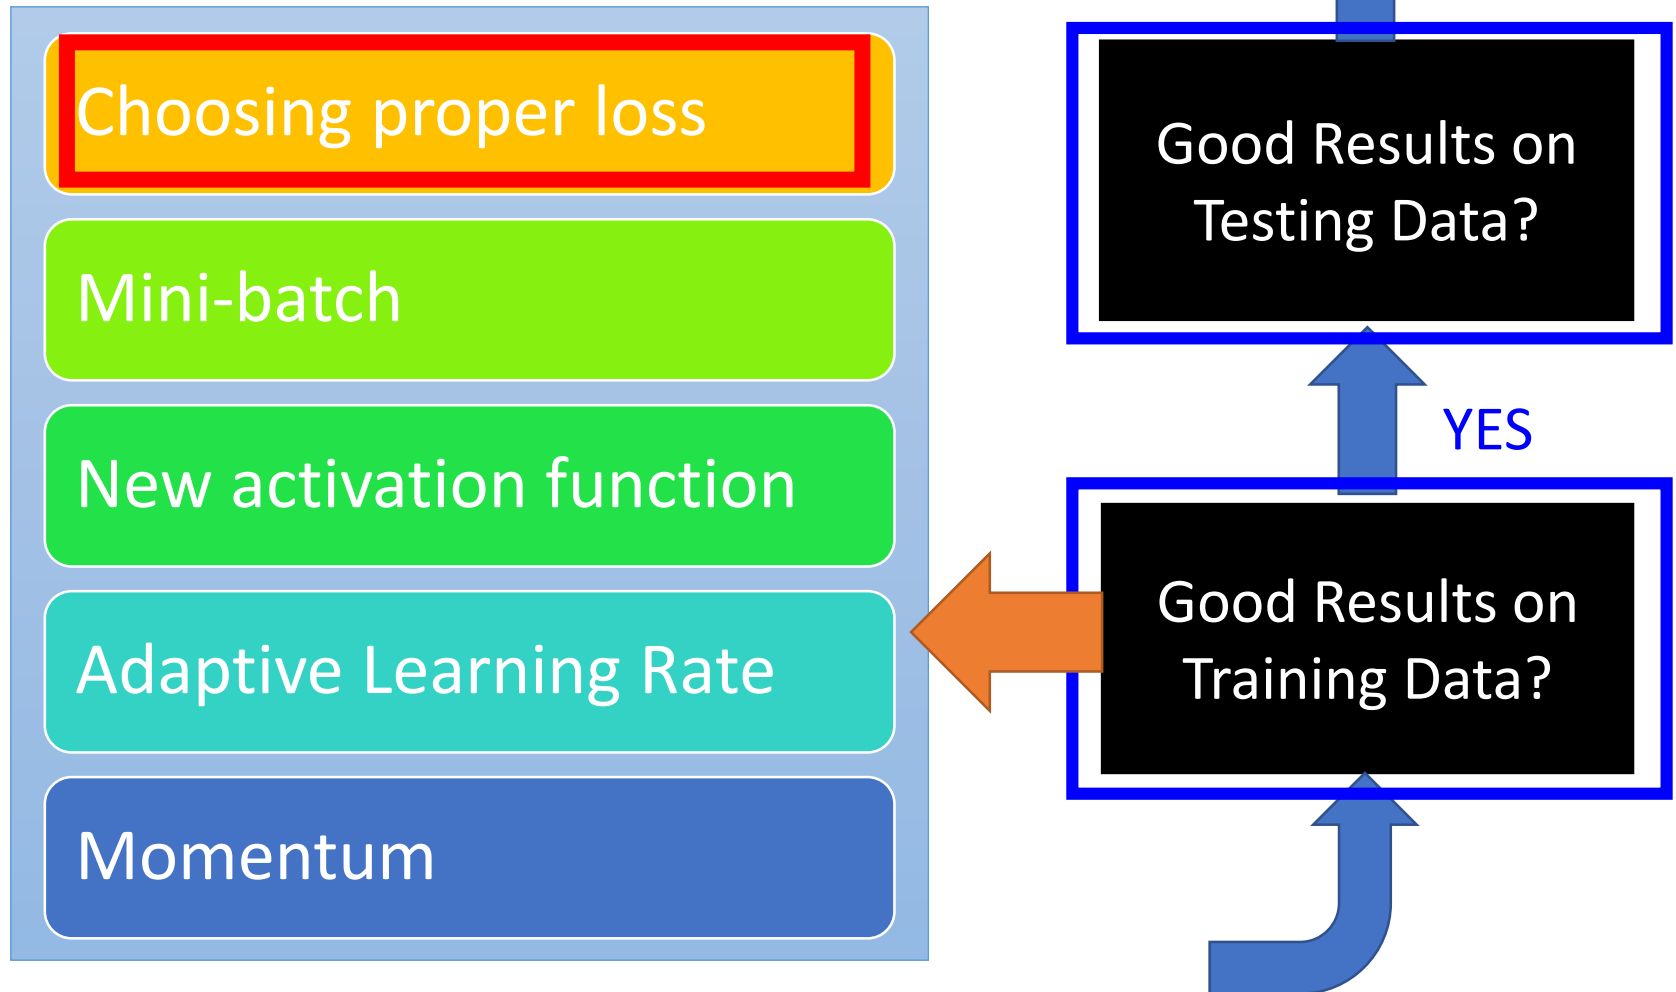 Choosing proper loss
Mini-batch
New activation function
Adaptive Learning Rate
Momentum
Good Results on
Testing Data?
YES
Good Results on
Training Data?